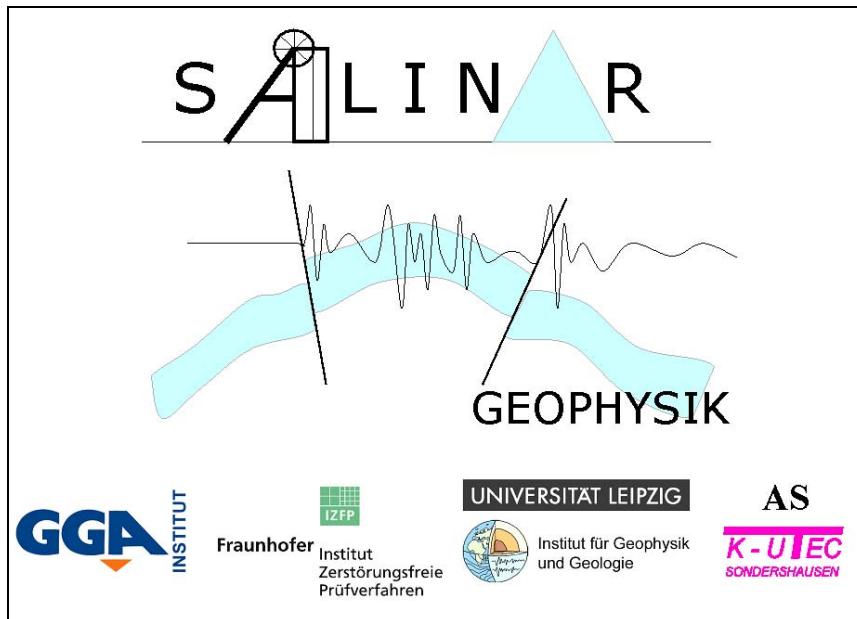 SALINAR
GEOPHYSIK
GGA
INSTITUT
IZFP
Fraunhofer
Institut
Zerstörungsfreie
Prüfverfahren
UNIVERSITÄT LEIPZIG
Institut für Geophysik
und Geologie
AS
K-UTEC
SONDERSHAUSEN